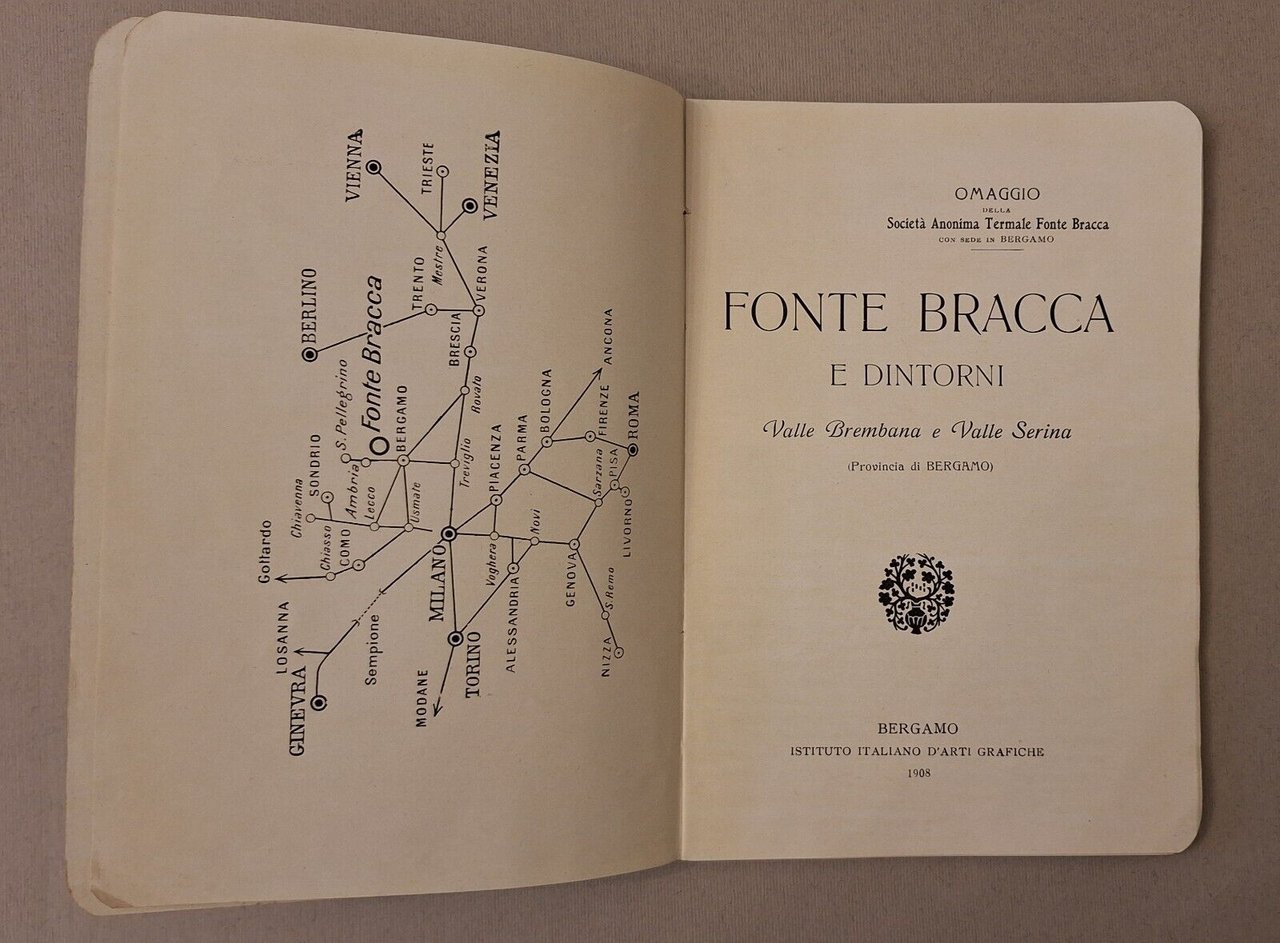 VIENNA
TRIESTE
VENEZIA
Mestre
BERLINO
TRENTO
VERONA
Fonte Bracca
BRESCIA
S. Pellegrino
BERGAMO
Rovato
ANCONA
SONDRIO
Ambria
Treviglio
PIACENZA
PARMA
BOLOGNA
FIRENZE
ROMA
Chiavenna
Lecco
Usmate
Sarzana
PISA
LIVORNO
Gottardo
Chiasso
COMO
MILANO
Voghera
Novi
GENOVA
LOSANNA
GINEVRA
Sempione
TORINO
MODANE
ALESSANDRIA
S. Remo
NIZZA
OMAGGIO
DELLA
Società Anonima Termale Fonte Bracca
CON SEDE IN BERGAMO
FONTE BRACCA
E DINTORNI
Valle Brembana e Valle Serina
(Provincia di BERGAMO)
BERGAMO
ISTITUTO ITALIANO D'ARTI GRAFICHE
1908